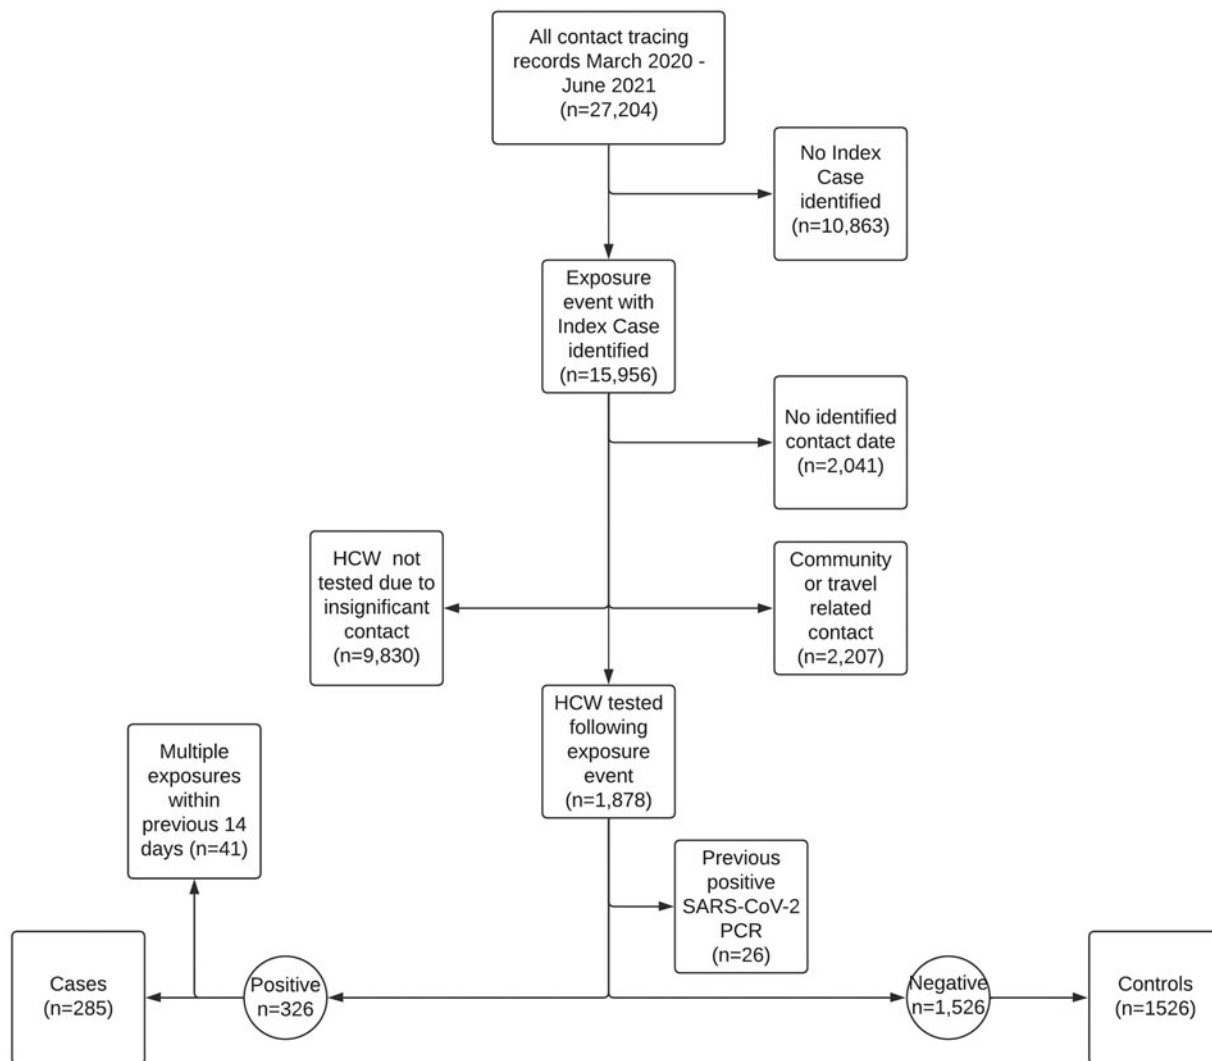 All contact tracing
records March 2020 -
June 2021
(n=27,204)
No Index
Case
identified
(n=10,863)
Exposure
event with
Index Case
identified
(n=15,956)
No identified
contact date
(n=2,041)
HCW not
tested due to
insignificant
contact
(n=9,830)
Community
or travel
related
contact
(n=2,207)
HCW tested
following
exposure
event
(n=1,878)
Multiple
exposures
within
previous 14
days (n=41)
Previous
positive
SARS-CoV-2
PCR
(n=26)
Cases
(n=285)
Positive
n=326
Negative
n=1,526
Controls
(n=1526)